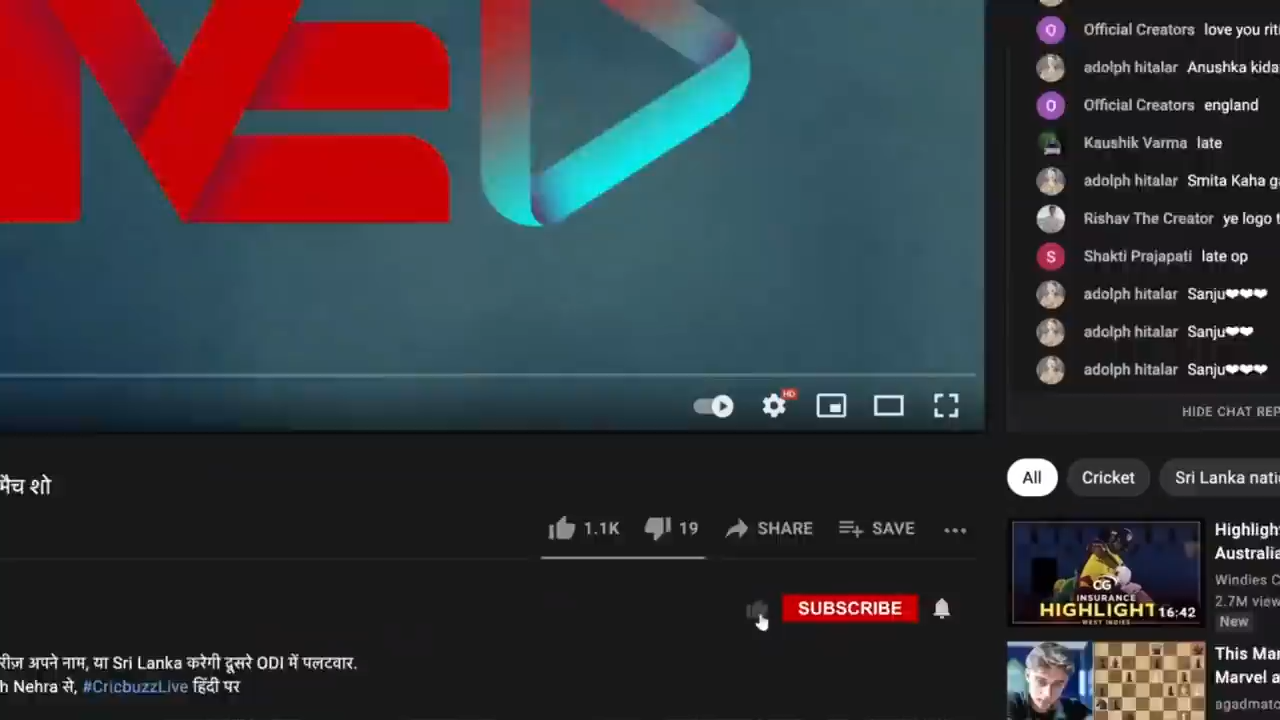 VE
Official Creators love you rit
adolph hitalar Anushka kida
Official Creators england
Kaushik Varma late
adolph hitalar Smita Kaha ga
Rishav The Creator ye logo t
Shakti Prajapati late op
adolph hitalar Sanju❤❤❤
adolph hitalar Sanju❤❤
adolph hitalar Sanju❤❤❤
HD
HIDE CHAT REP
मैच शो
All Cricket Sri Lanka nati
1.1K 19 SHARE SAVE
Highligh
Australia
Windies C
2.7M view
New
CG
INSURANCE
HIGHLIGHT 16:42
WEST INDIES
SUBSCRIBE
रीज़ अपने नाम, या Sri Lanka करेगी दूसरे ODI में पलटवार.
h Nehra से, #CricbuzzLive हिंदी पर
This Mar
Marvel a
agadmato